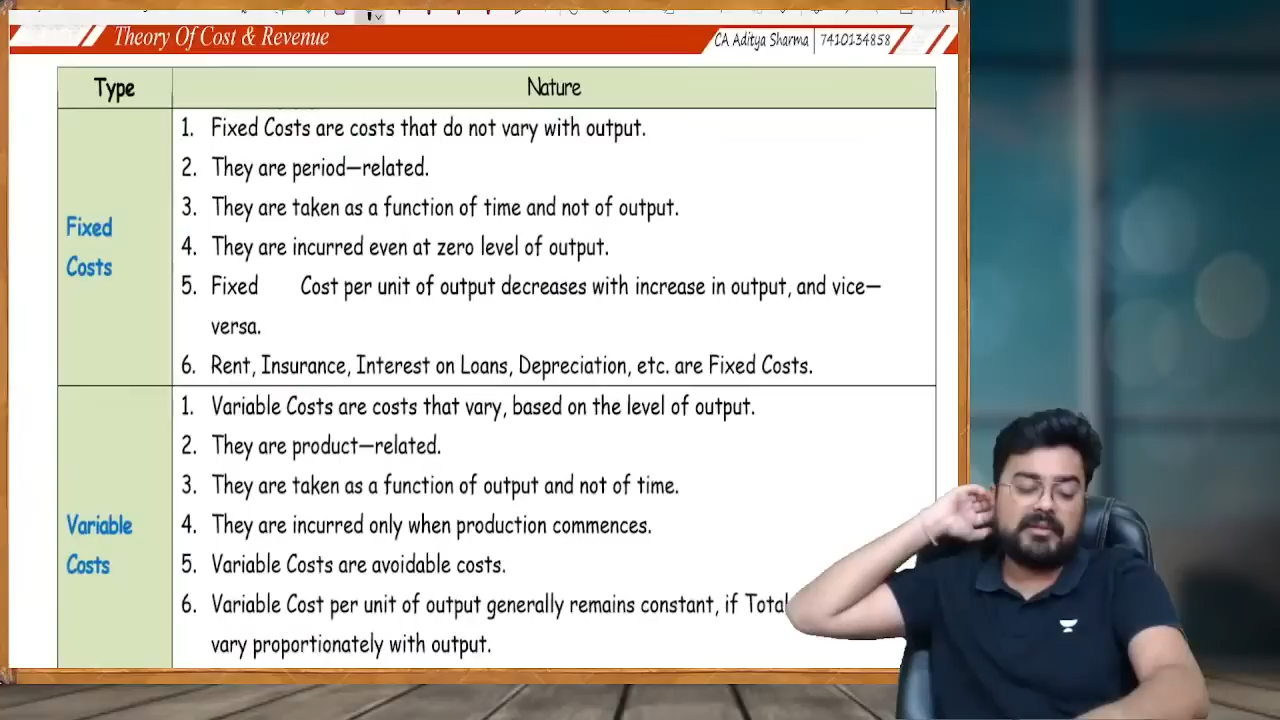 Theory Of Cost & Revenue
CA Aditya Sharma | 7410134858
Type
Nature
Fixed
Costs
1. Fixed Costs are costs that do not vary with output.
2. They are period—related.
3. They are taken as a function of time and not of output.
4. They are incurred even at zero level of output.
5. Fixed Cost per unit of output decreases with increase in output, and vice—
versa.
6. Rent, Insurance, Interest on Loans, Depreciation, etc. are Fixed Costs.
Variable
Costs
1. Variable Costs are costs that vary, based on the level of output.
2. They are product—related.
3. They are taken as a function of output and not of time.
4. They are incurred only when production commences.
5. Variable Costs are avoidable costs.
6. Variable Cost per unit of output generally remains constant, if Total
vary proportionately with output.